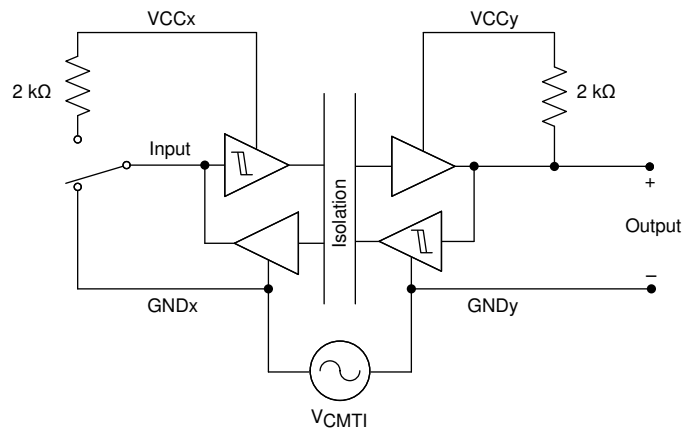 VCCx
VCCy
2 kΩ
2 kΩ
Input
Isolation
+
Output
–
GNDx
GNDy
VCMTI